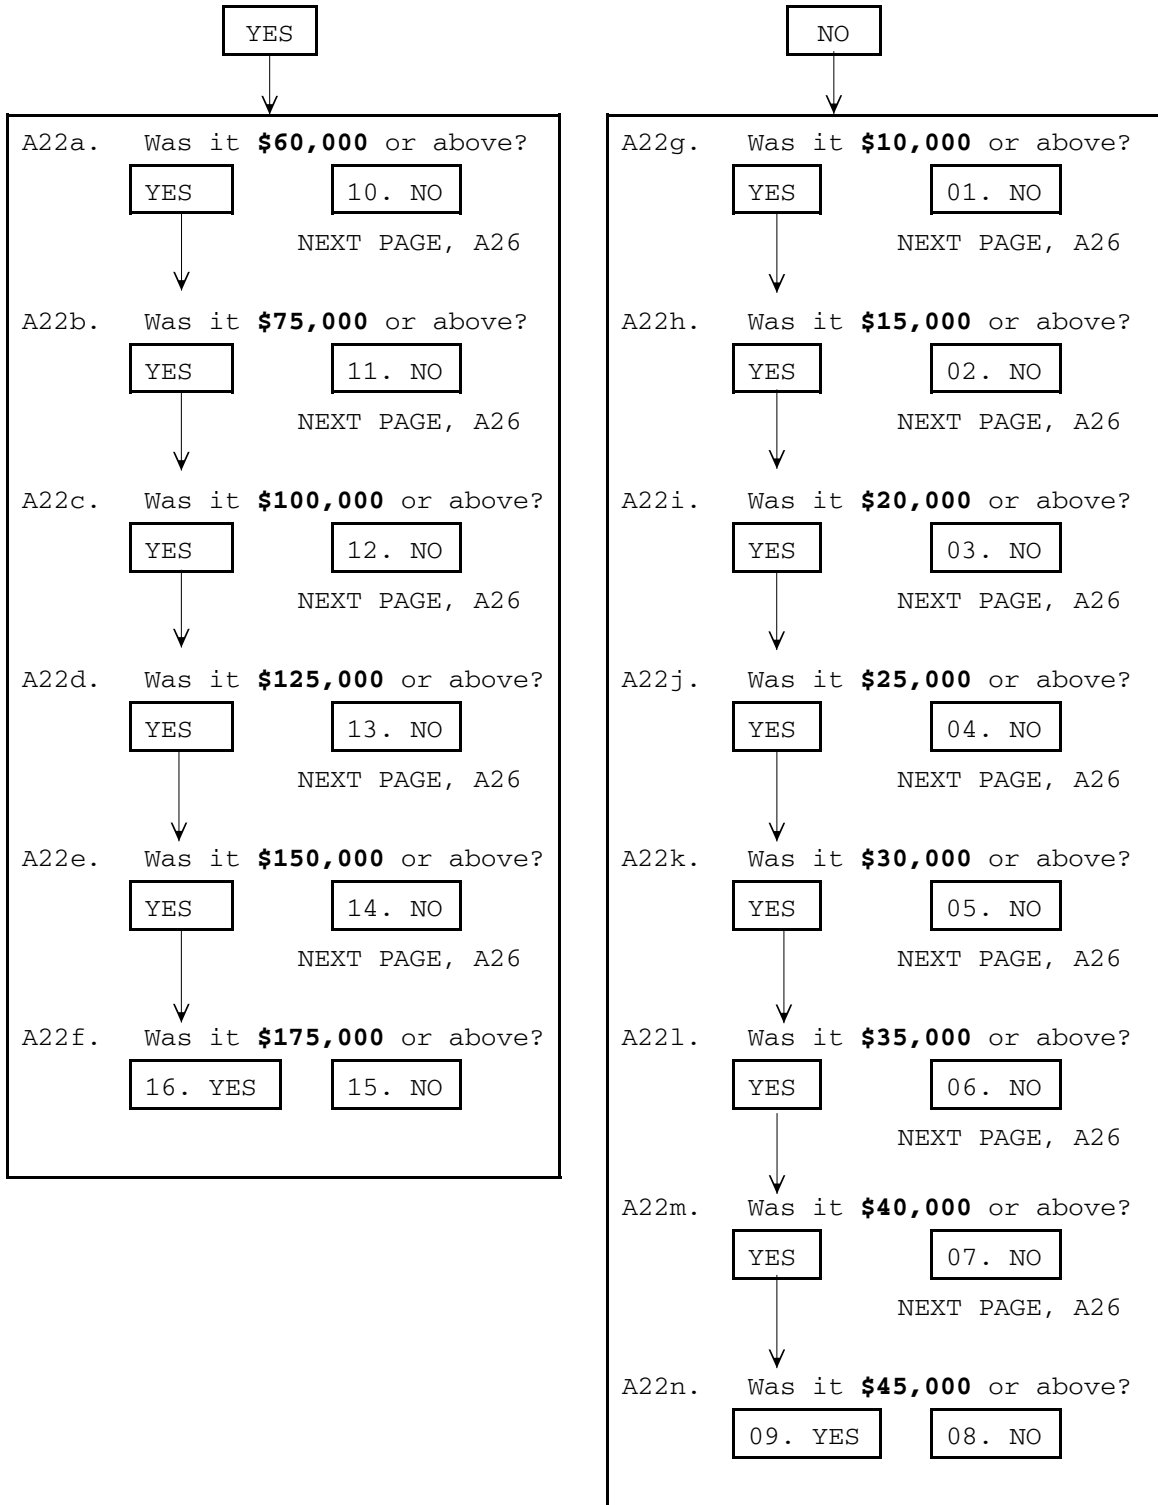 YES
A22a. Was it $60,000 or above?
YES 10. NO
NEXT PAGE, A26
A22b. Was it $75,000 or above?
YES 11. NO
NEXT PAGE, A26
A22c. Was it $100,000 or above?
YES 12. NO
NEXT PAGE, A26
A22d. Was it $125,000 or above?
YES 13. NO
NEXT PAGE, A26
A22e. Was it $150,000 or above?
YES 14. NO
NEXT PAGE, A26
A22f. Was it $175,000 or above?
16. YES 15. NO
NO
A22g. Was it $10,000 or above?
YES 01. NO
NEXT PAGE, A26
A22h. Was it $15,000 or above?
YES 02. NO
NEXT PAGE, A26
A22i. Was it $20,000 or above?
YES 03. NO
NEXT PAGE, A26
A22j. Was it $25,000 or above?
YES 04. NO
NEXT PAGE, A26
A22k. Was it $30,000 or above?
YES 05. NO
NEXT PAGE, A26
A22l. Was it $35,000 or above?
YES 06. NO
NEXT PAGE, A26
A22m. Was it $40,000 or above?
YES 07. NO
NEXT PAGE, A26
A22n. Was it $45,000 or above?
09. YES 08. NO